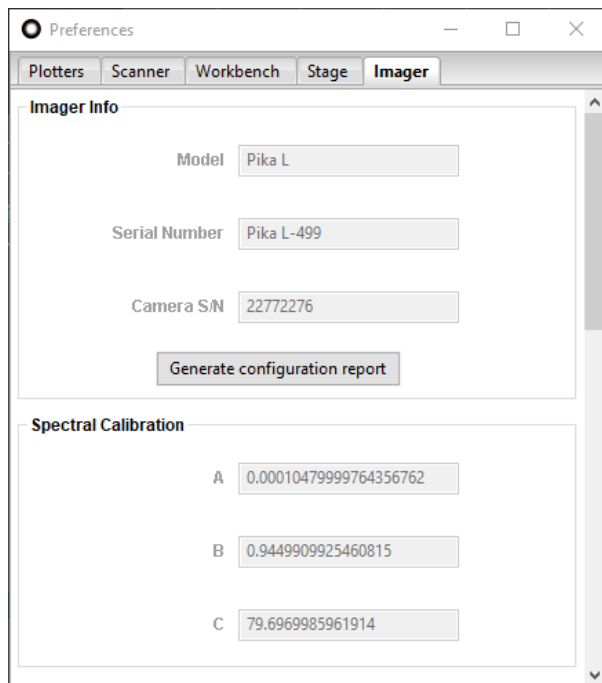 Preferences
Plotters Scanner Workbench Stage Imager
Imager Info
Model Pika L
Serial Number Pika L-499
Camera S/N 22772276
Generate configuration report
Spectral Calibration
A 0.00010479999764356762
B 0.9449909925460815
C 79.6969985961914